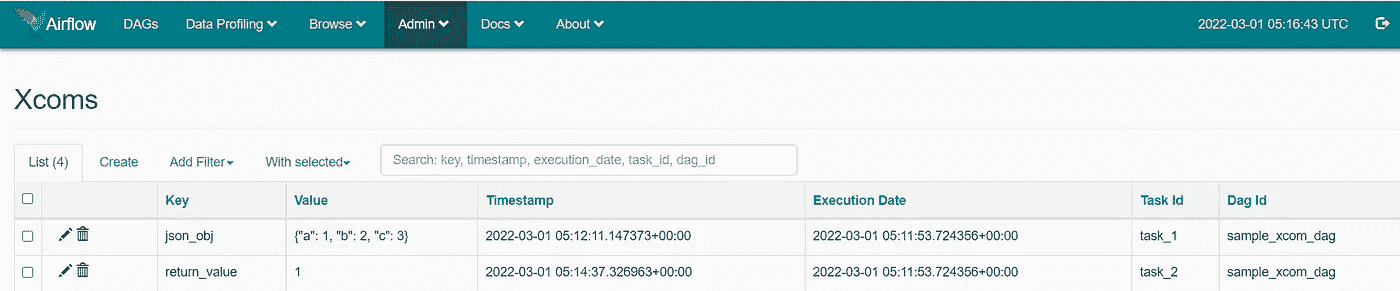 Airflow DAGs Data Profiling Browse Admin Docs About 2022-03-01 05:16:43 UTC
Xcoms
List (4) Create Add Filter With selected Search: key, timestamp, execution_date, task_id, dag_id
Key Value Timestamp Execution Date Task Id Dag Id
json_obj {"a": 1, "b": 2, "c": 3} 2022-03-01 05:12:11.147373+00:00 2022-03-01 05:11:53.724356+00:00 task_1 sample_xcom_dag
return_value 1 2022-03-01 05:14:37.326963+00:00 2022-03-01 05:11:53.724356+00:00 task_2 sample_xcom_dag